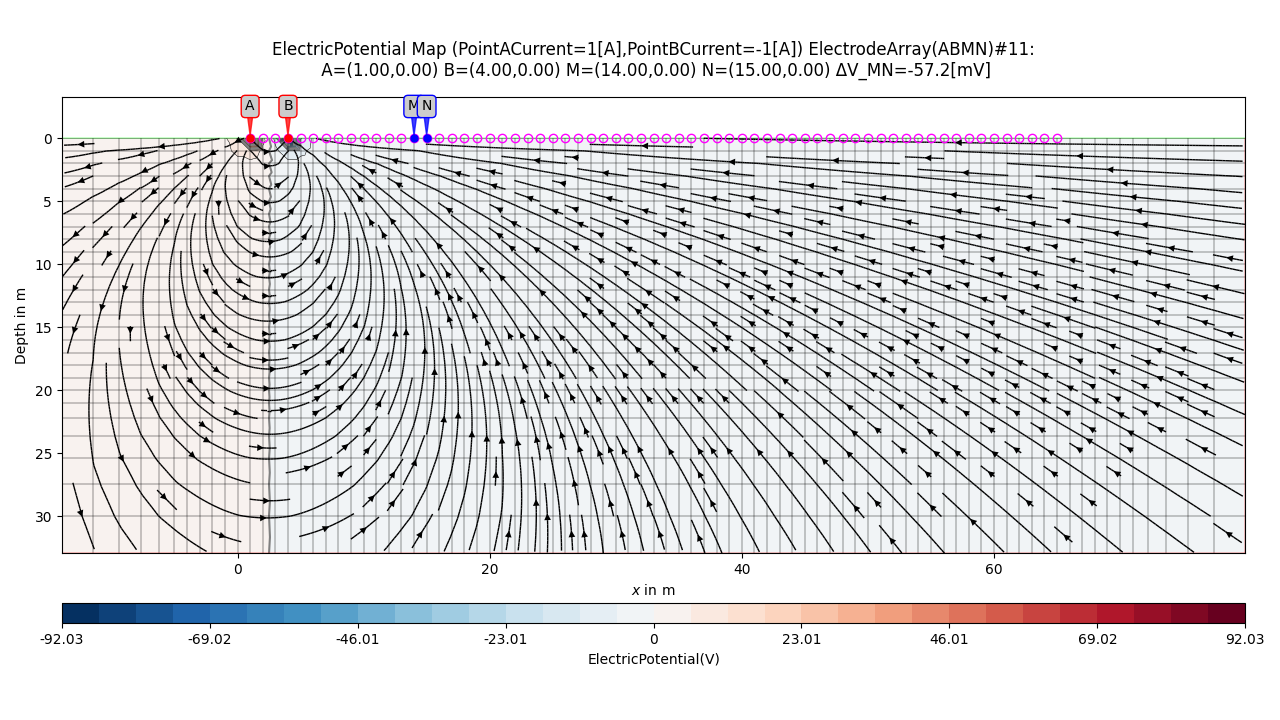 ElectricPotential Map (PointACurrent=1[A],PointBCurrent=-1[A]) ElectrodeArray(ABMN)#11:
A=(1.00,0.00) B=(4.00,0.00) M=(14.00,0.00) N=(15.00,0.00) ΔV_MN=-57.2[mV]
A B M N
0
5
10
15
20
25
30
Depth in m
0 20 40 60
x in m
-92.03 -69.02 -46.01 -23.01 0 23.01 46.01 69.02 92.03
ElectricPotential(V)